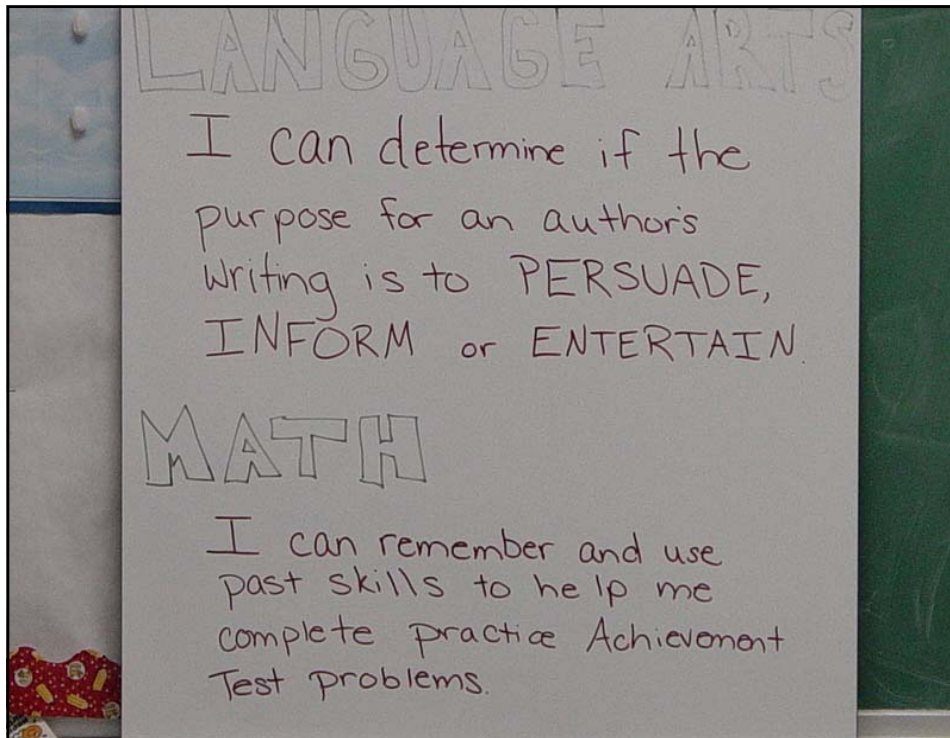 LANGUAGE ARTS
I can determine if the
purpose for an author's
writing is to PERSUADE,
INFORM or ENTERTAIN.
MATH
I can remember and use
past skills to help me
complete practice Achievement
Test problems.